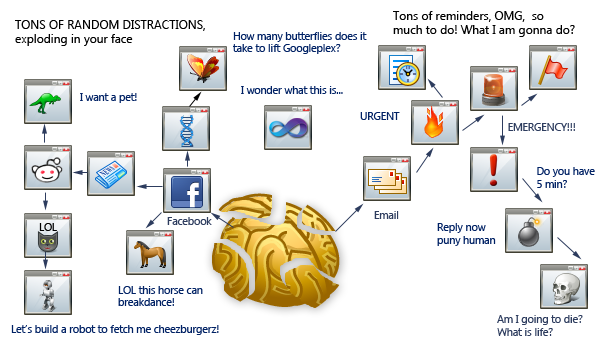 TONS OF RANDOM DISTRACTIONS,
exploding in your face
How many butterflies does it
take to lift Googleplex?
Tons of reminders, OMG,  so
much to do! What I am gonna do?
I want a pet!
I wonder what this is...
URGENT
EMERGENCY!!!
Do you have
5 min?
f
Facebook
Email
LOL
Reply now
puny human
LOL this horse can
breakdance!
Let's build a robot to fetch me cheezburgerz!
Am I going to die?
What is life?